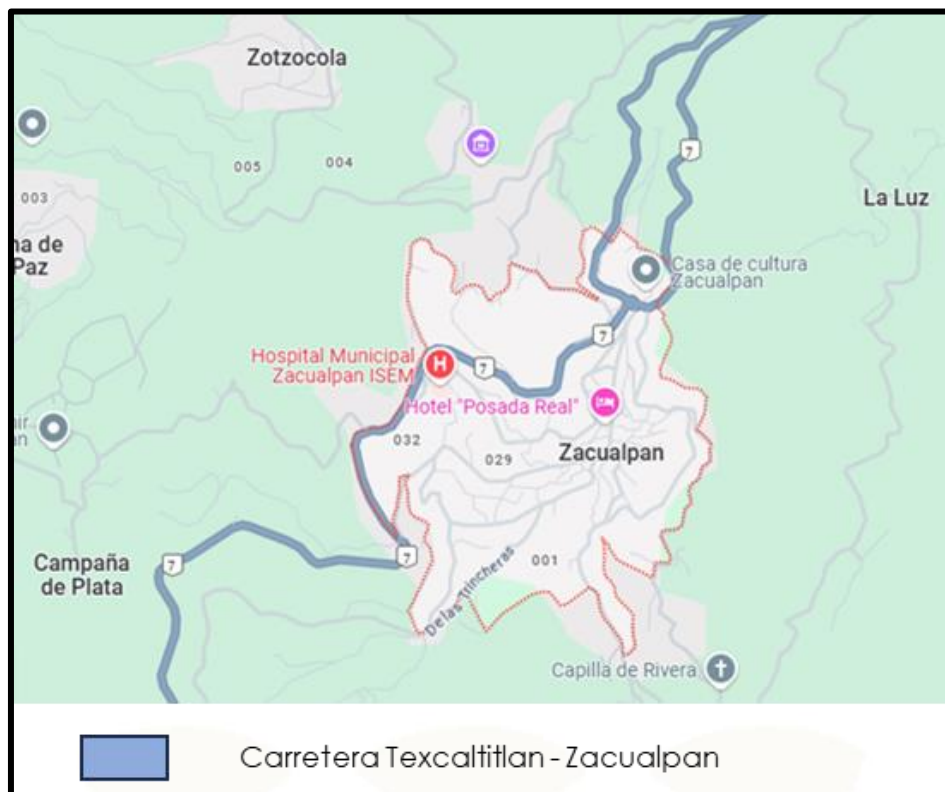 Zotzocola
005
004
7
003
La Luz
na de
Paz
Casa de cultura
Zacualpan
7
Hospital Municipal
Zacualpan ISEM
H
7
Hotel "Posada Real"
032
029
Zacualpan
7
7
001
Campaña
de Plata
De las Trincheras
Capilla de Rivera
Carretera Texcaltitlan - Zacualpan